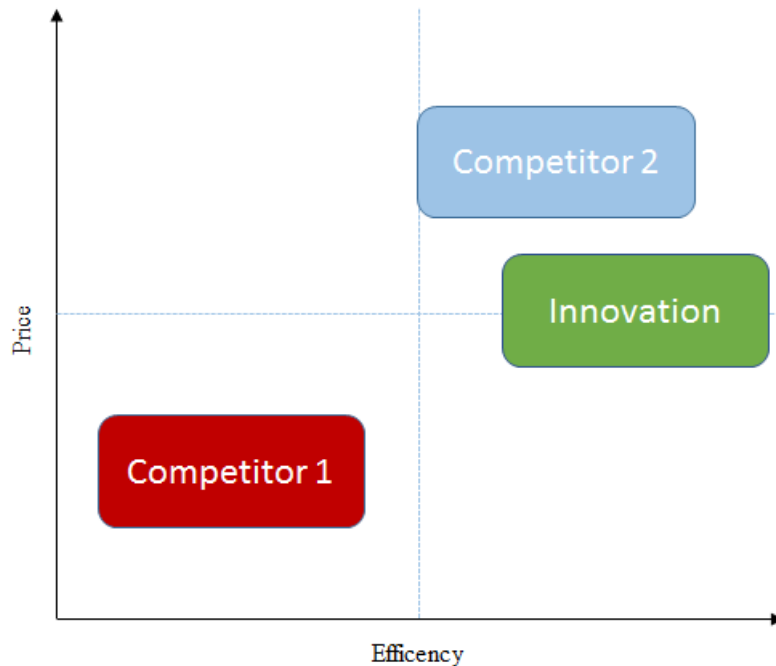 Competitor 2
Innovation
Price
Competitor 1
Efficency